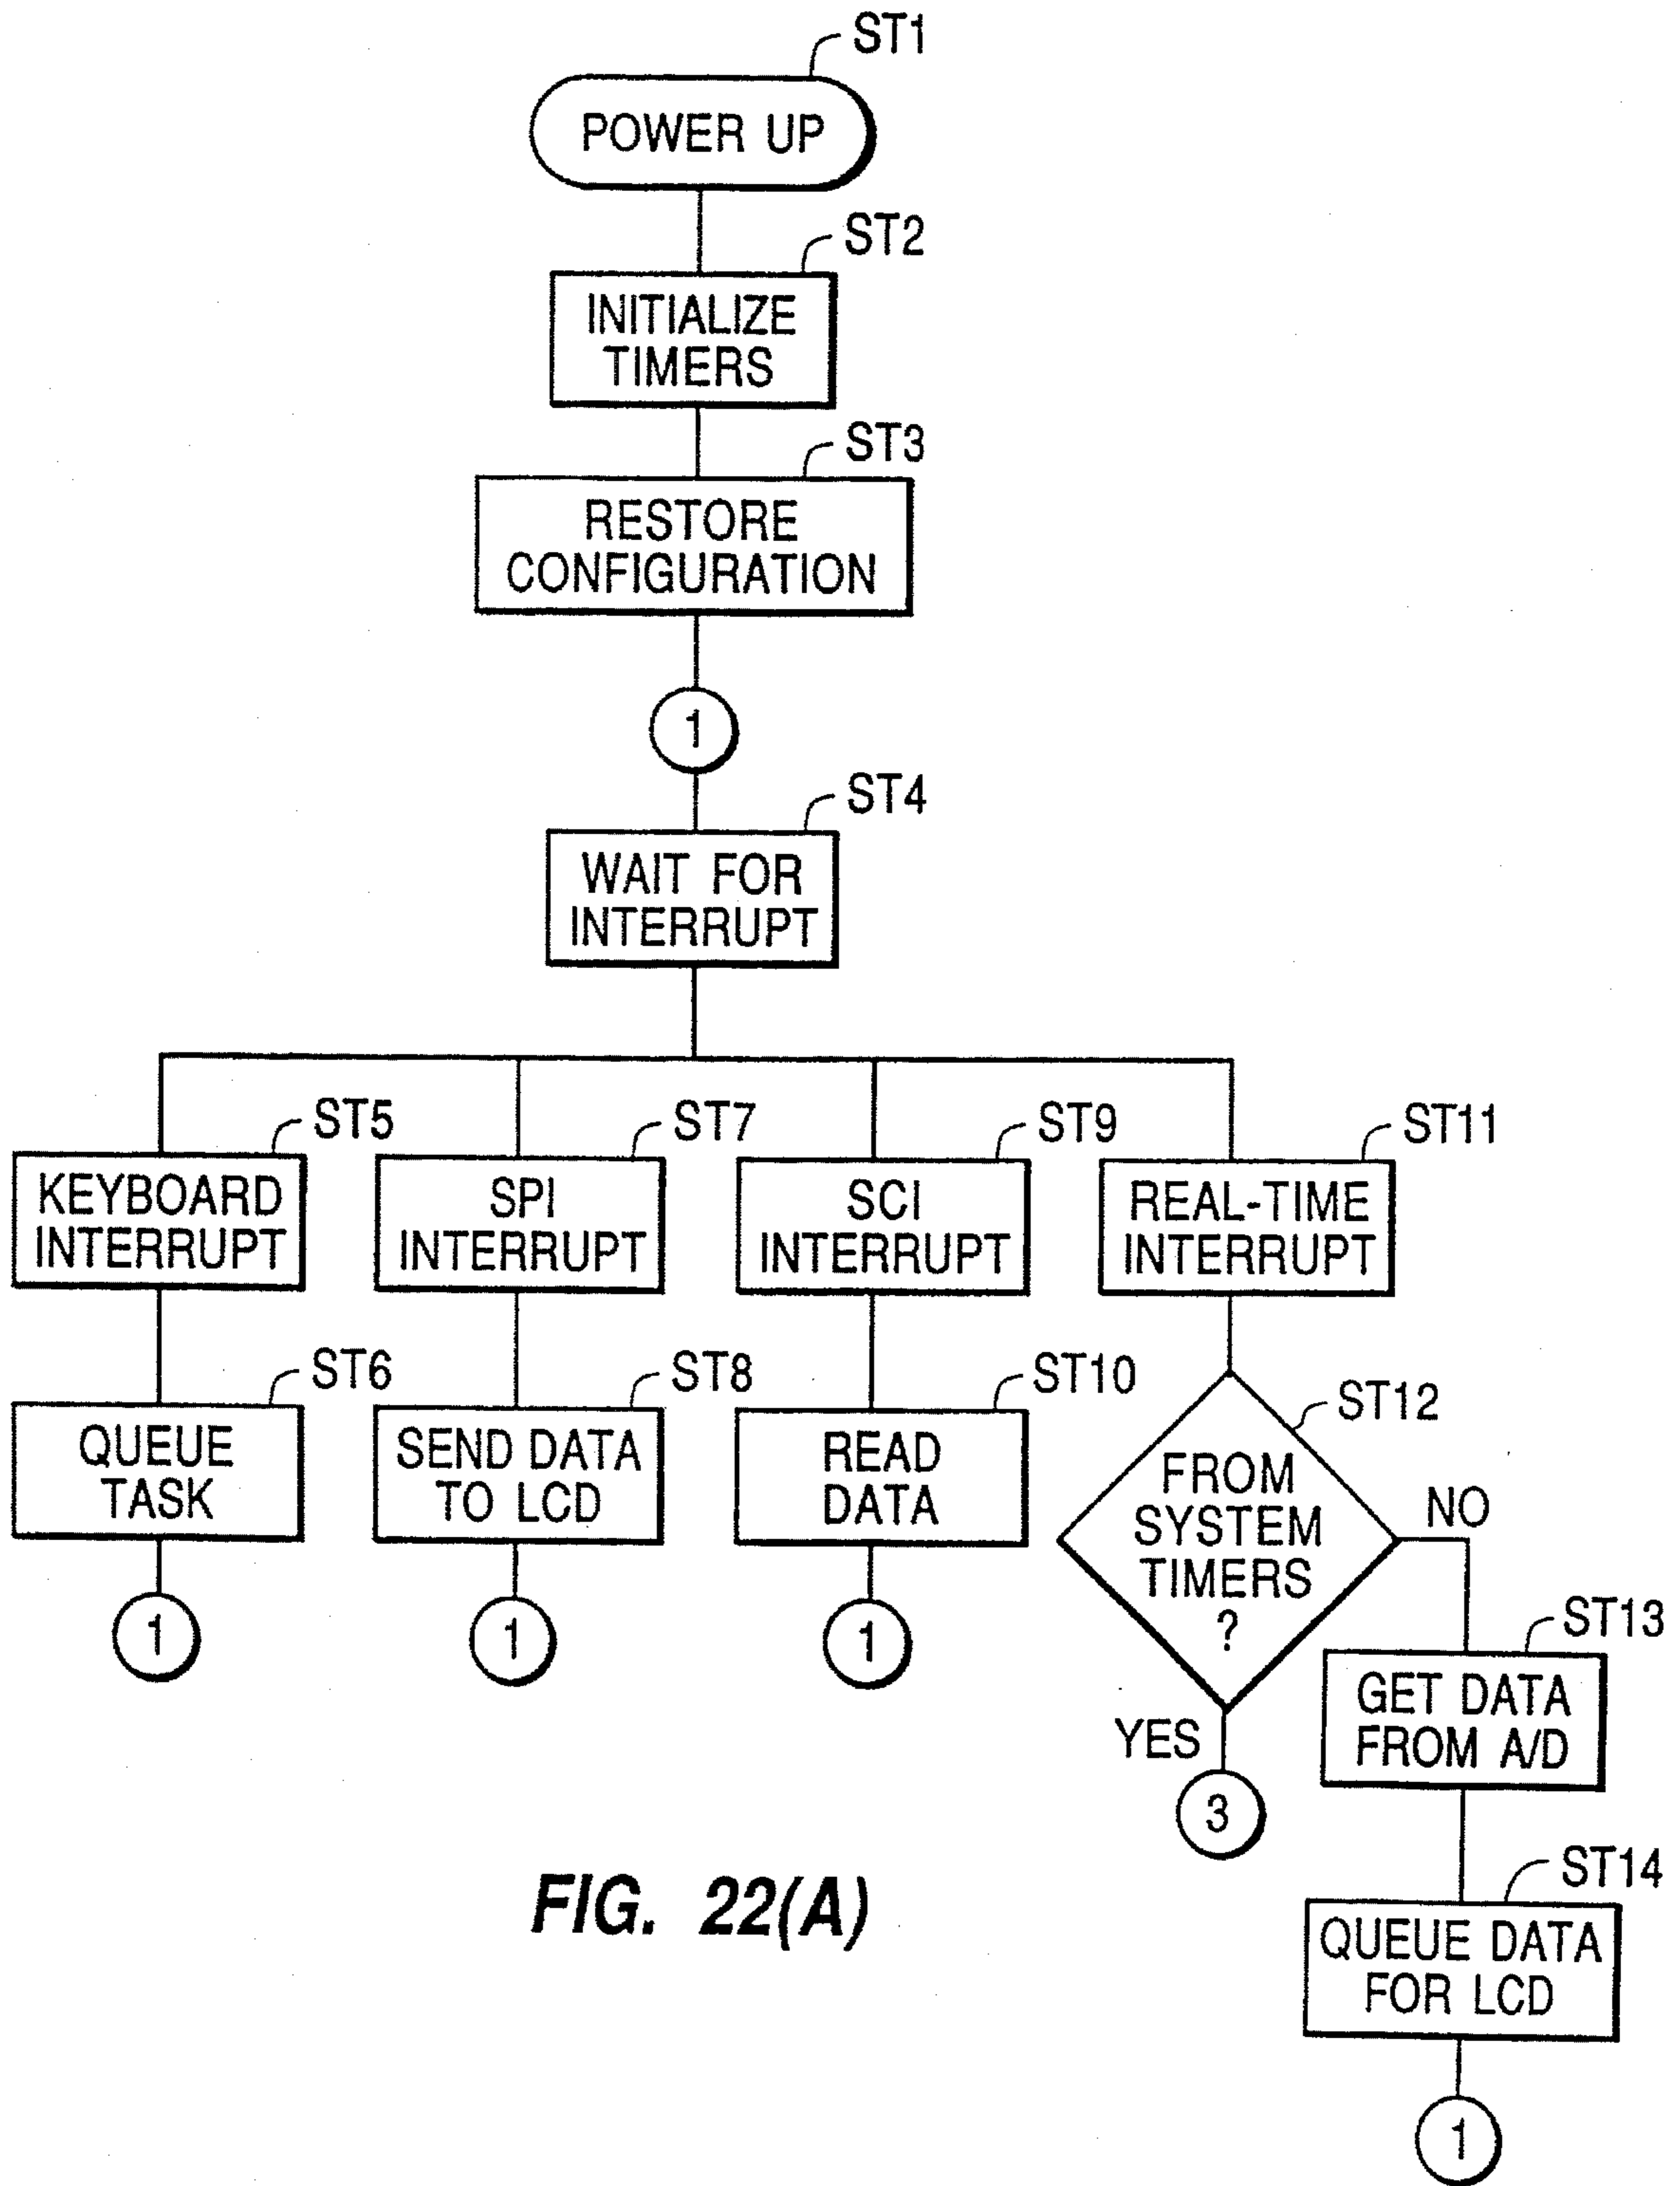 ST1
POWER UP
ST2
INITIALIZE
TIMERS
ST3
RESTORE
CONFIGURATION
1
ST4
WAIT FOR
INTERRUPT
ST5
KEYBOARD
INTERRUPT
ST7
SPI
INTERRUPT
ST9
SCI
INTERRUPT
ST11
REAL-TIME
INTERRUPT
ST6
QUEUE
TASK
1
ST8
SEND DATA
TO LCD
1
ST10
READ
DATA
1
ST12
FROM
SYSTEM
TIMERS
?
NO
YES
3
ST13
GET DATA
FROM A/D
ST14
QUEUE DATA
FOR LCD
1
FIG. 22(A)